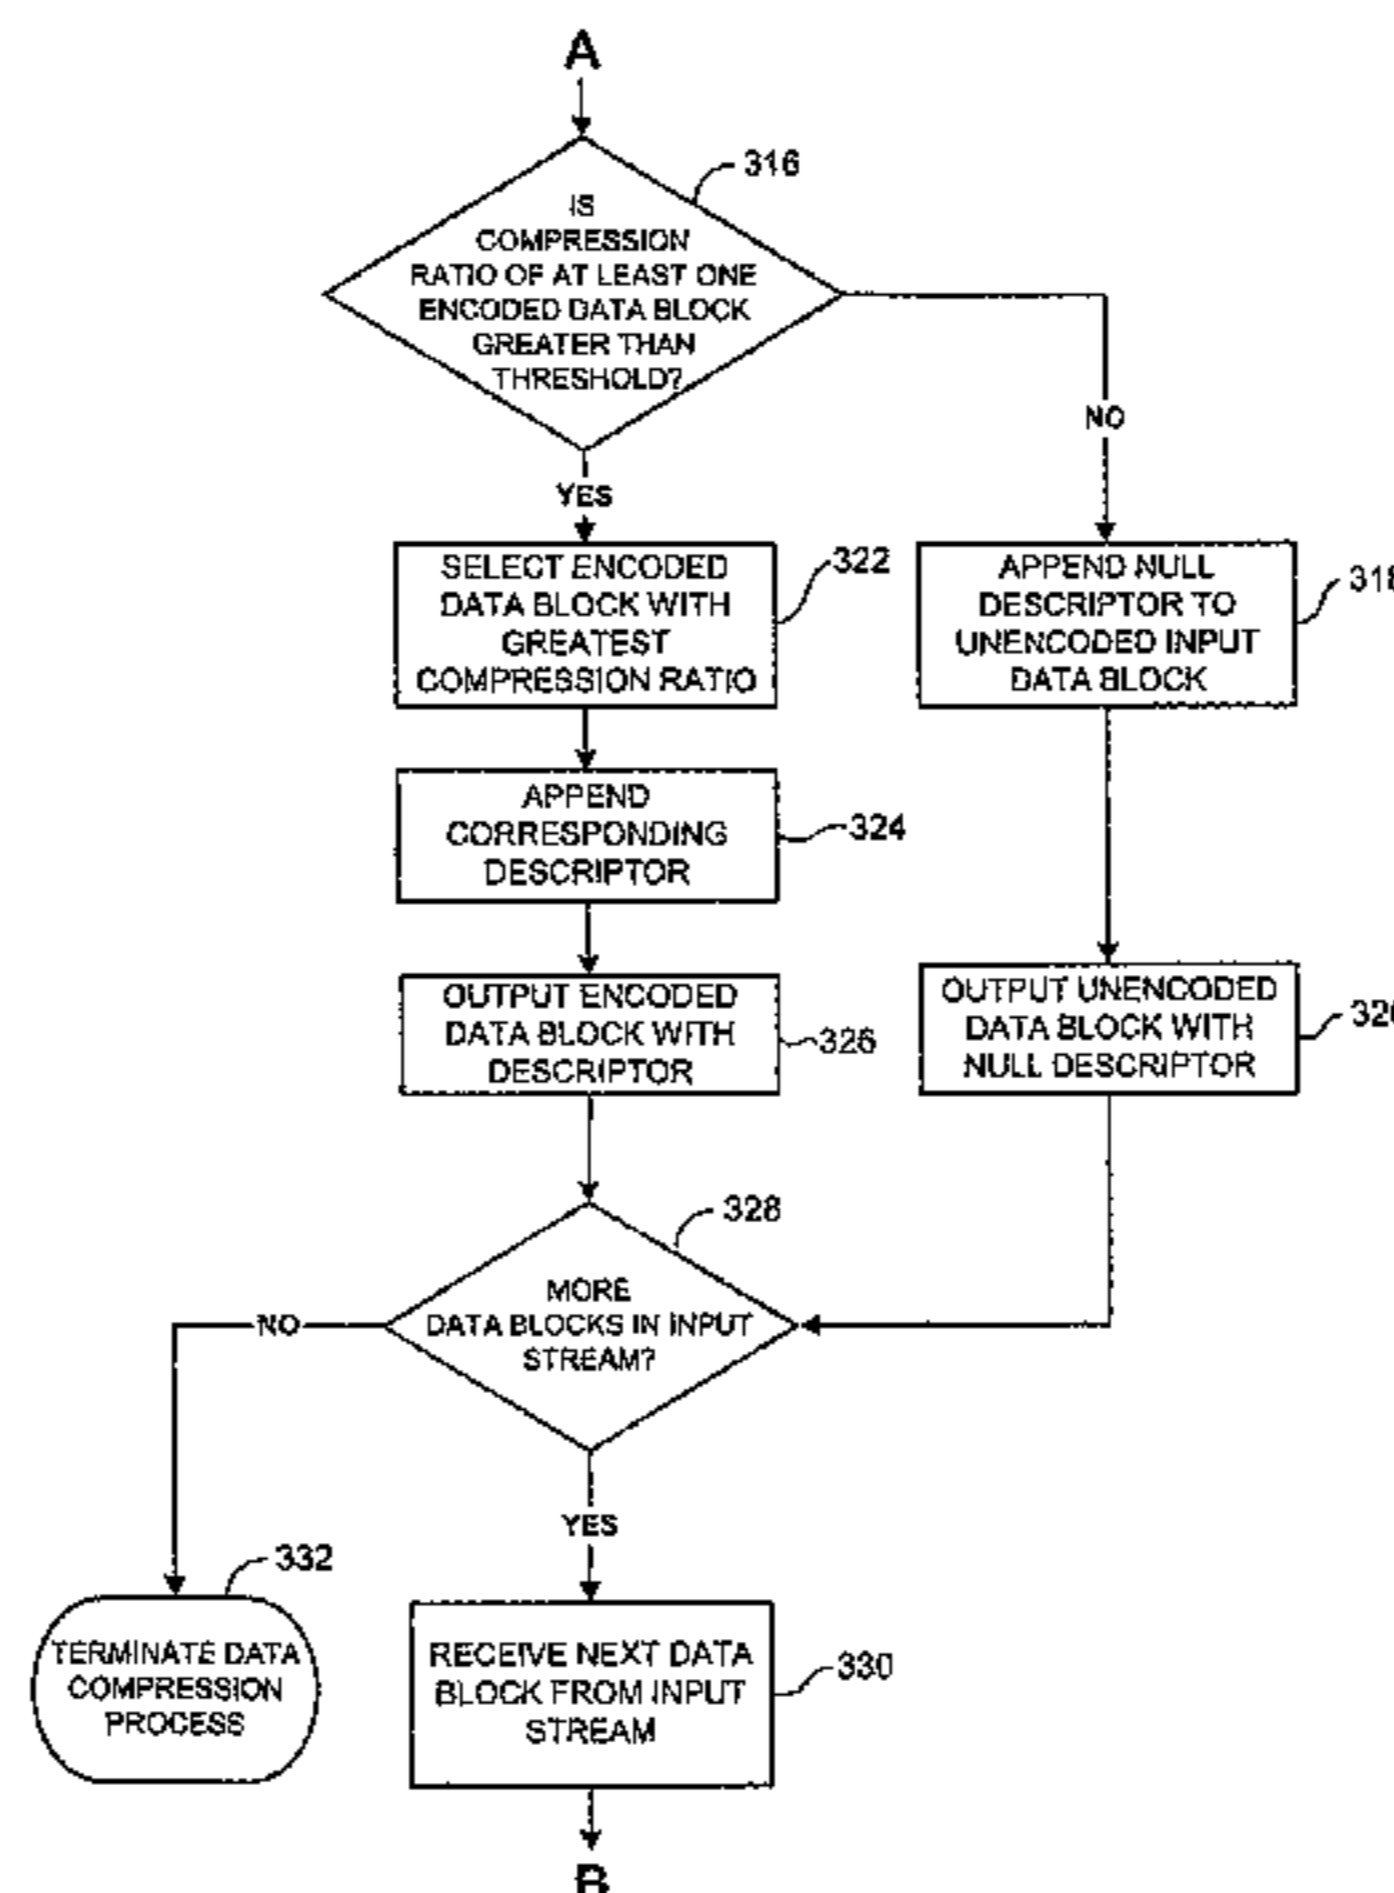 A
316
IS
COMPRESSION
RATIO OF AT LEAST ONE
ENCODED DATA BLOCK
GREATER THAN
THRESHOLD?
NO
YES
SELECT ENCODED
DATA BLOCK WITH
GREATEST
COMPRESSION RATIO
322
APPEND NULL
DESCRIPTOR TO
UNENCODED INPUT
DATA BLOCK
318
APPEND
CORRESPONDING
DESCRIPTOR
324
OUTPUT ENCODED
DATA BLOCK WITH
DESCRIPTOR
326
OUTPUT UNENCODED
DATA BLOCK WITH
NULL DESCRIPTOR
320
328
MORE
DATA BLOCKS IN INPUT
STREAM?
NO
YES
332
TERMINATE DATA
COMPRESSION
PROCESS
RECEIVE NEXT DATA
BLOCK FROM INPUT
STREAM
330
B